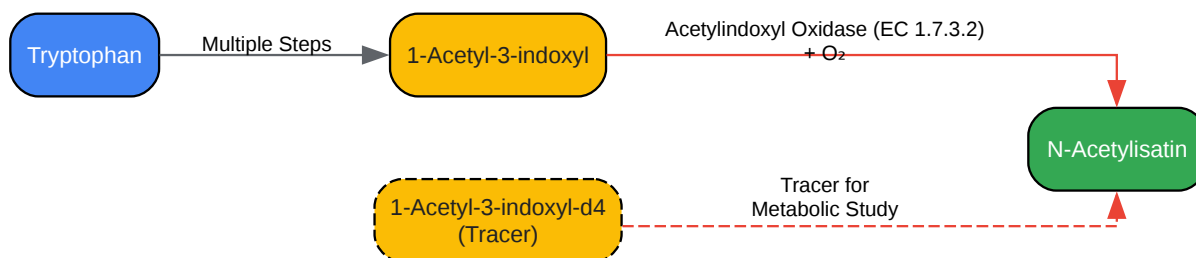 Tryptophan
Multiple Steps
1-Acetyl-3-indoxyl
Acetylindoxyl Oxidase (EC 1.7.3.2)
+ O₂
N-Acetylisatin
1-Acetyl-3-indoxyl-d4
(Tracer)
Tracer for
Metabolic Study